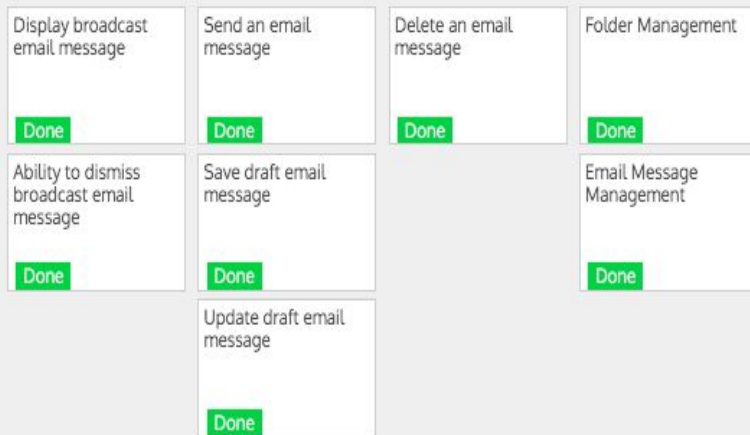 Display broadcast
email message
Done
Send an email
message
Done
Delete an email
message
Done
Folder Management
Done
Ability to dismiss
broadcast email
message
Done
Save draft email
message
Done
Email Message
Management
Done
Update draft email
message
Done